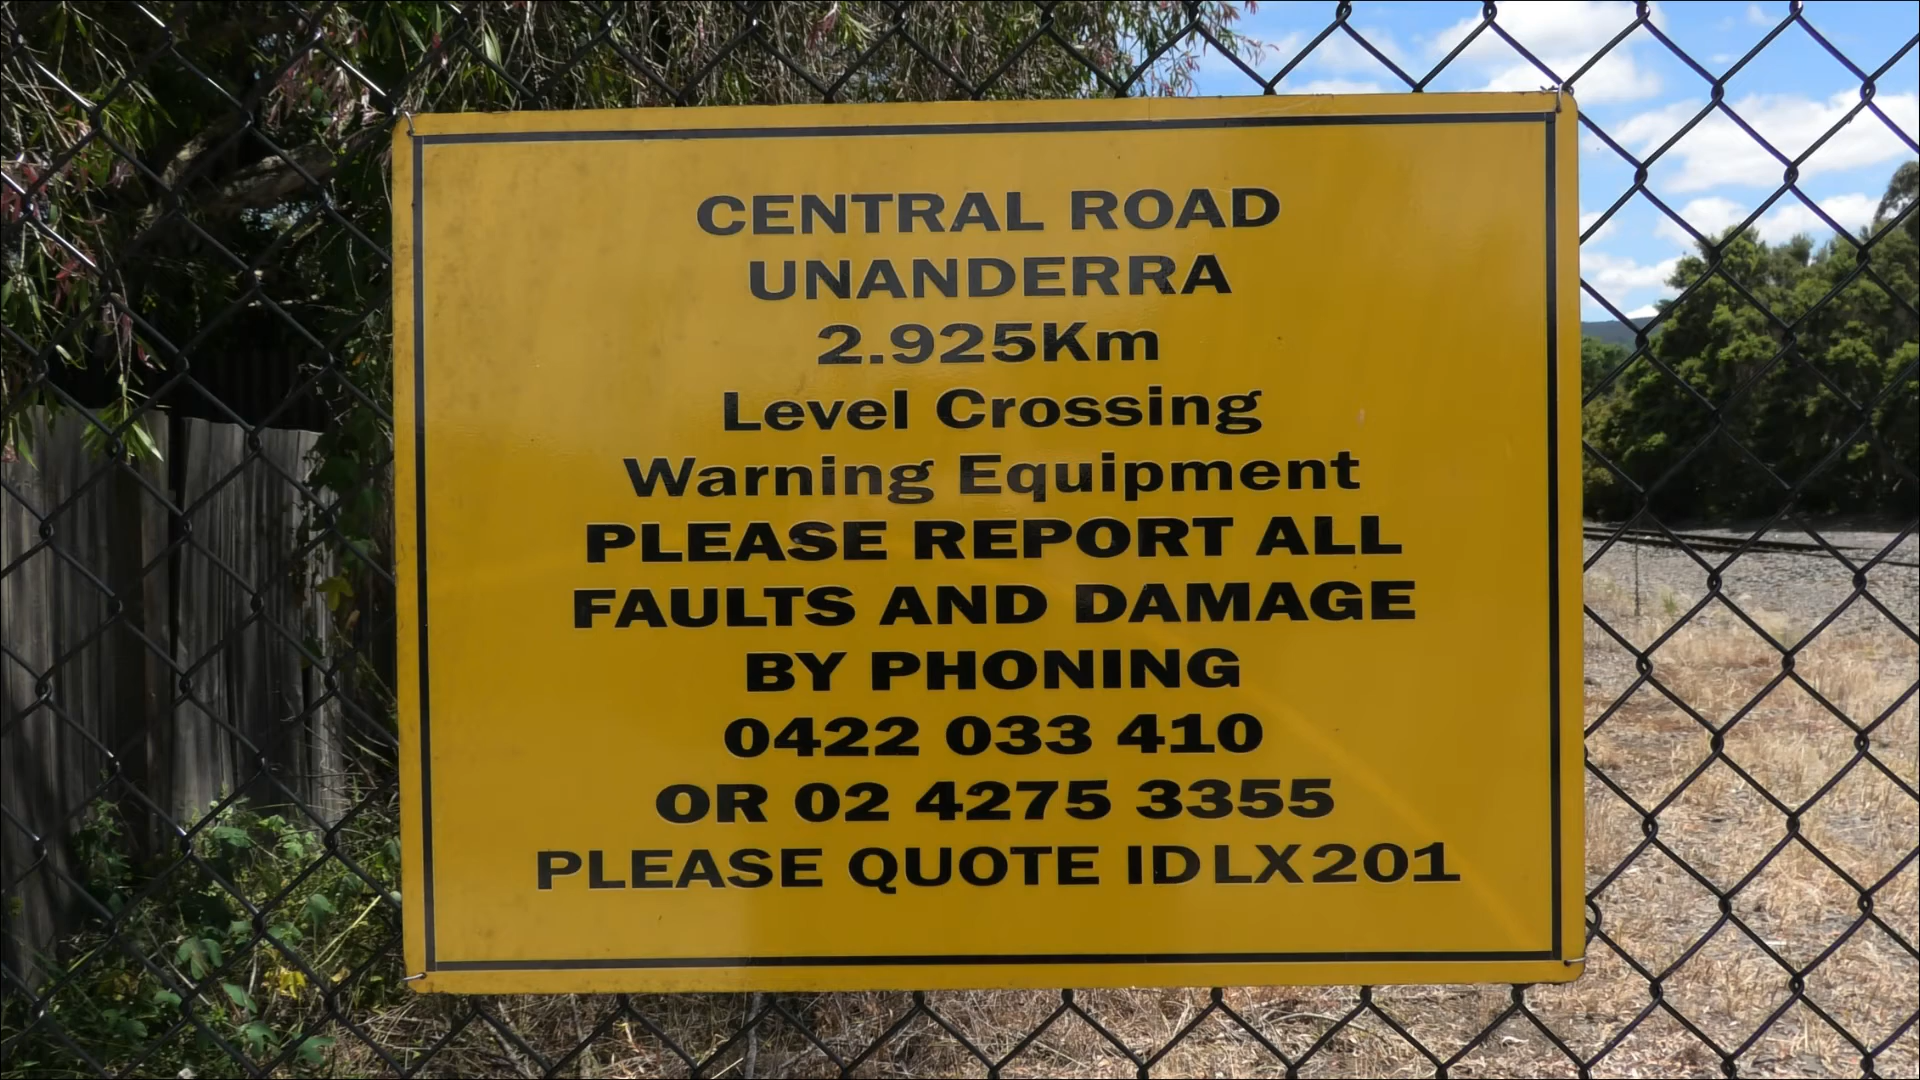 CENTRAL ROAD
UNANDERRA
2.925Km
Level Crossing
Warning Equipment
PLEASE REPORT ALL
FAULTS AND DAMAGE
BY PHONING
0422 033 410
OR 02 4275 3355
PLEASE QUOTE ID LX201